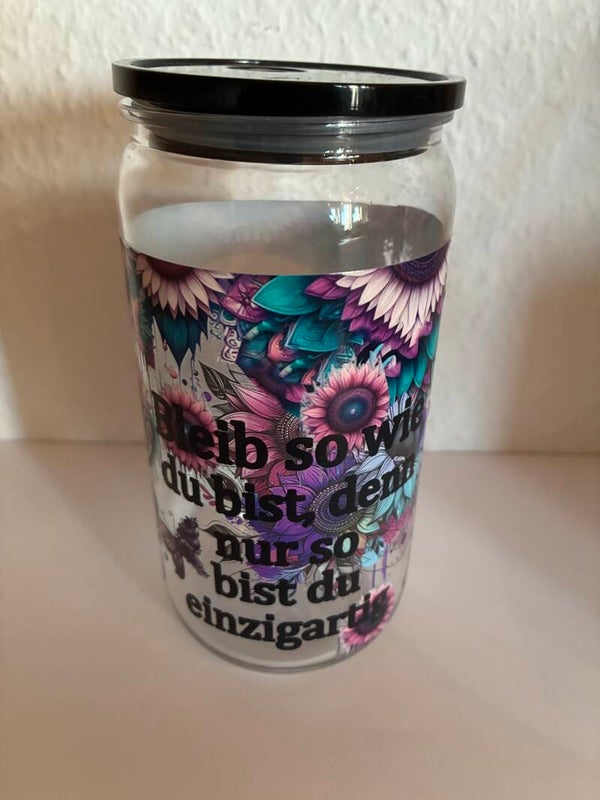 Bleib so wie
du bist, denn
nur so
bist du
einzigartig